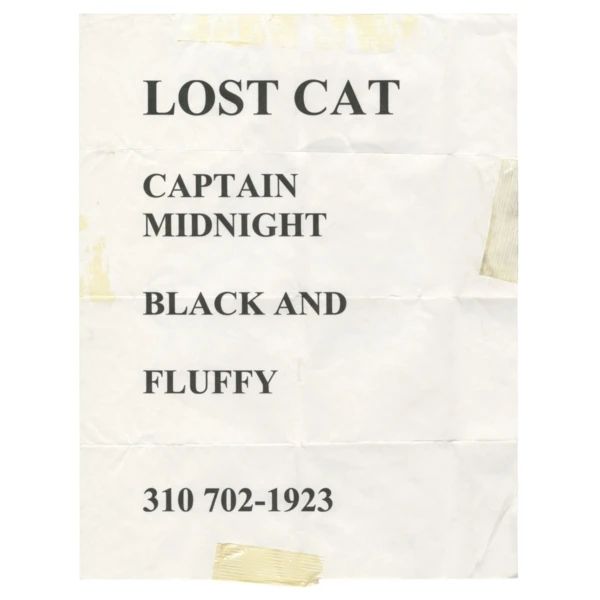 LOST CAT
CAPTAIN
MIDNIGHT
BLACK AND
FLUFFY
310 702-1923